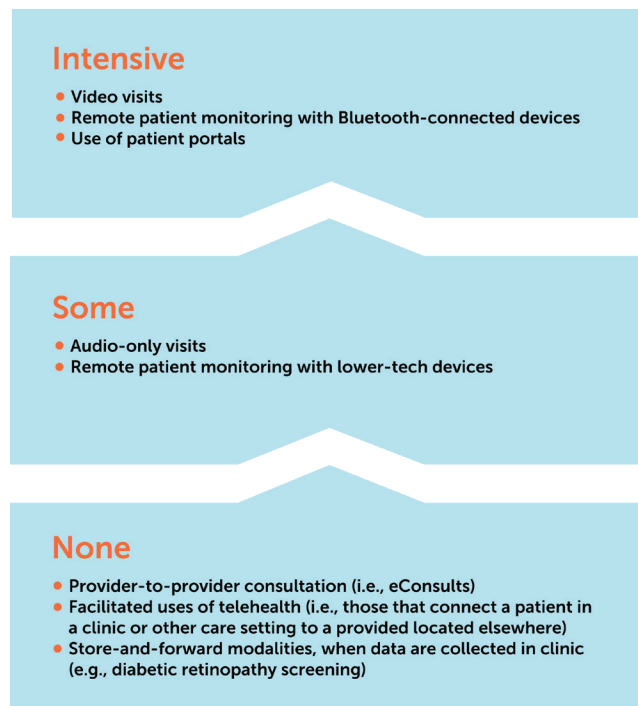 Intensive
• Video visits
• Remote patient monitoring with Bluetooth-connected devices
• Use of patient portals
Some
• Audio-only visits
• Remote patient monitoring with lower-tech devices
None
• Provider-to-provider consultation (i.e., eConsults)
• Facilitated uses of telehealth (i.e., those that connect a patient in
a clinic or other care setting to a provided located elsewhere)
• Store-and-forward modalities, when data are collected in clinic
(e.g., diabetic retinopathy screening)